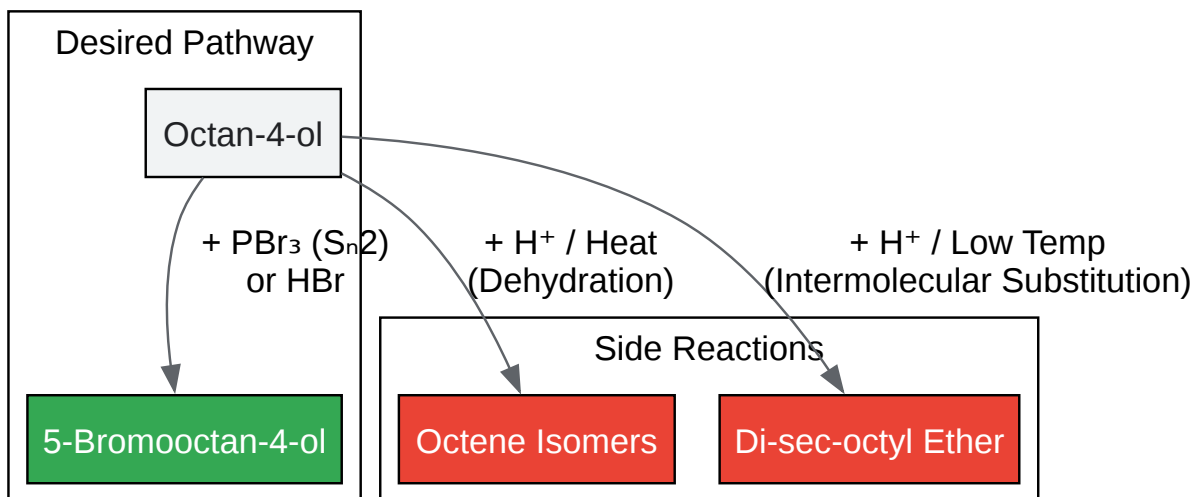 Desired Pathway
Octan-4-ol
+ PBr₃ (Sₙ2)
or HBr
+ H⁺ / Heat
(Dehydration)
+ H⁺ / Low Temp
(Intermolecular Substitution)
Side Reactions
5-Bromooctan-4-ol
Octene Isomers
Di-sec-octyl Ether